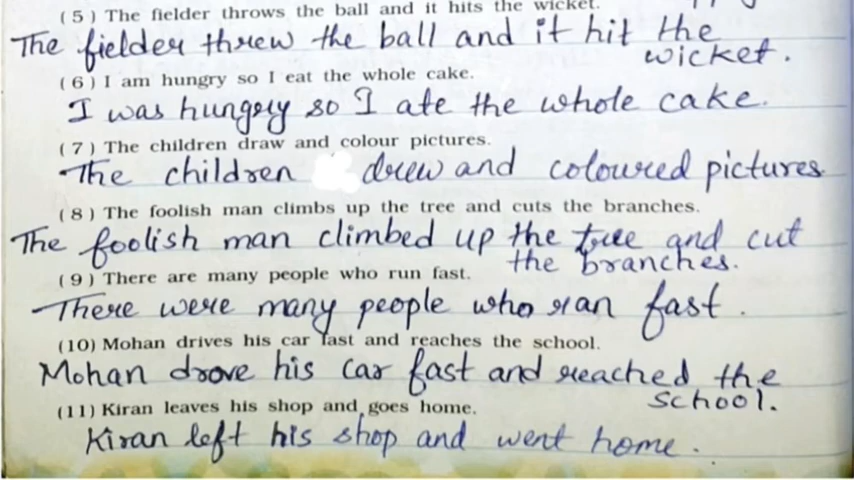 (5) The fielder throws the ball and it hits the wicket.
The fielder threw the ball and it hit the
wicket.
(6) I am hungry so I eat the whole cake.
I was hungry so I ate the whole cake.
(7) The children draw and colour pictures.
The children drew and coloured pictures
(8) The foolish man climbs up the tree and cuts the branches.
The foolish man climbed up the tree and cut
the branches.
(9) There are many people who run fast.
There were many people who ran fast.
(10) Mohan drives his car fast and reaches the school.
Mohan drove his car fast and reached the
school.
(11) Kiran leaves his shop and goes home.
Kiran left his shop and went home.